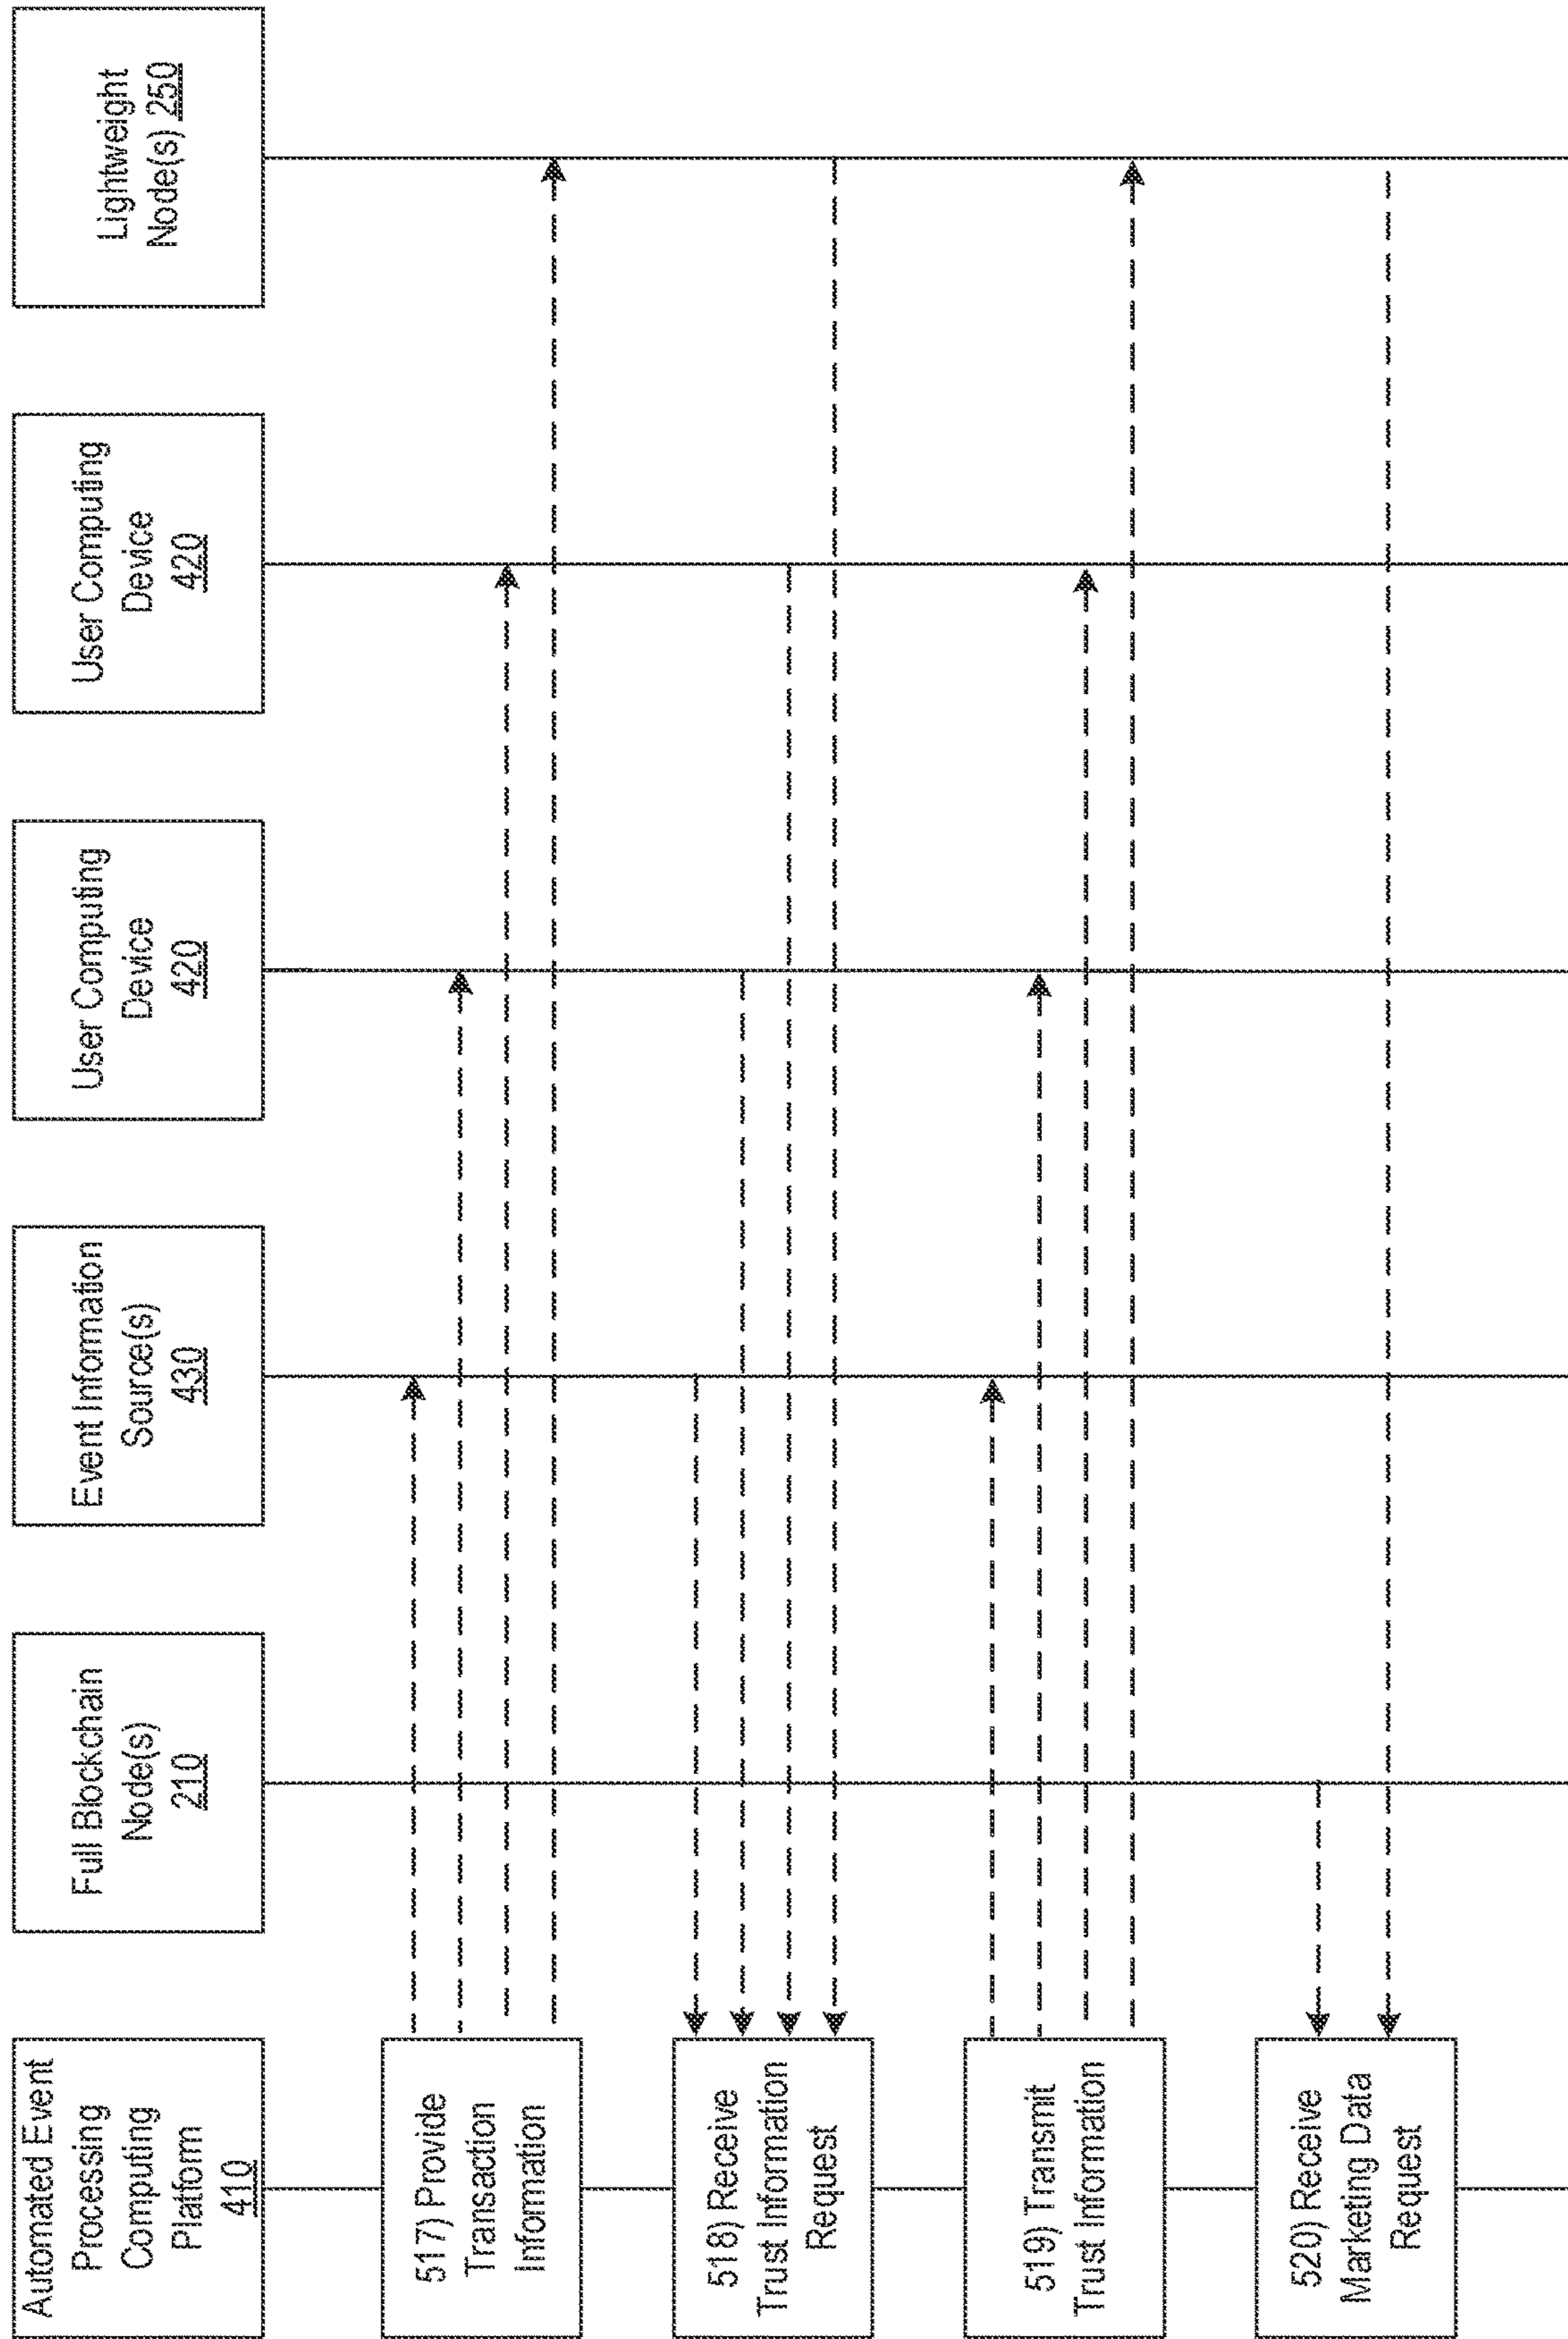 Automated Event
Processing
Computing
Platform
410
Full Blockchain
Node(s)
210
Event Information
Source(s)
430
User Computing
Device
420
User Computing
Device
420
Lightweight
Node(s) 250
517) Provide
Transaction
Information
518) Receive
Trust Information
Request
519) Transmit
Trust Information
520) Receive
Marketing Data
Request